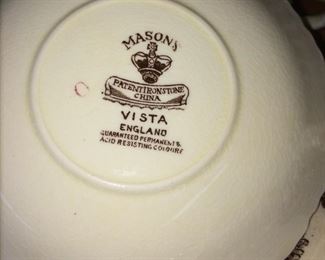 MASON'S
PATENT IRONSTONE
CHINA
VISTA
ENGLAND
GUARANTEED PERMANENT &
ACID RESISTING COLOURS